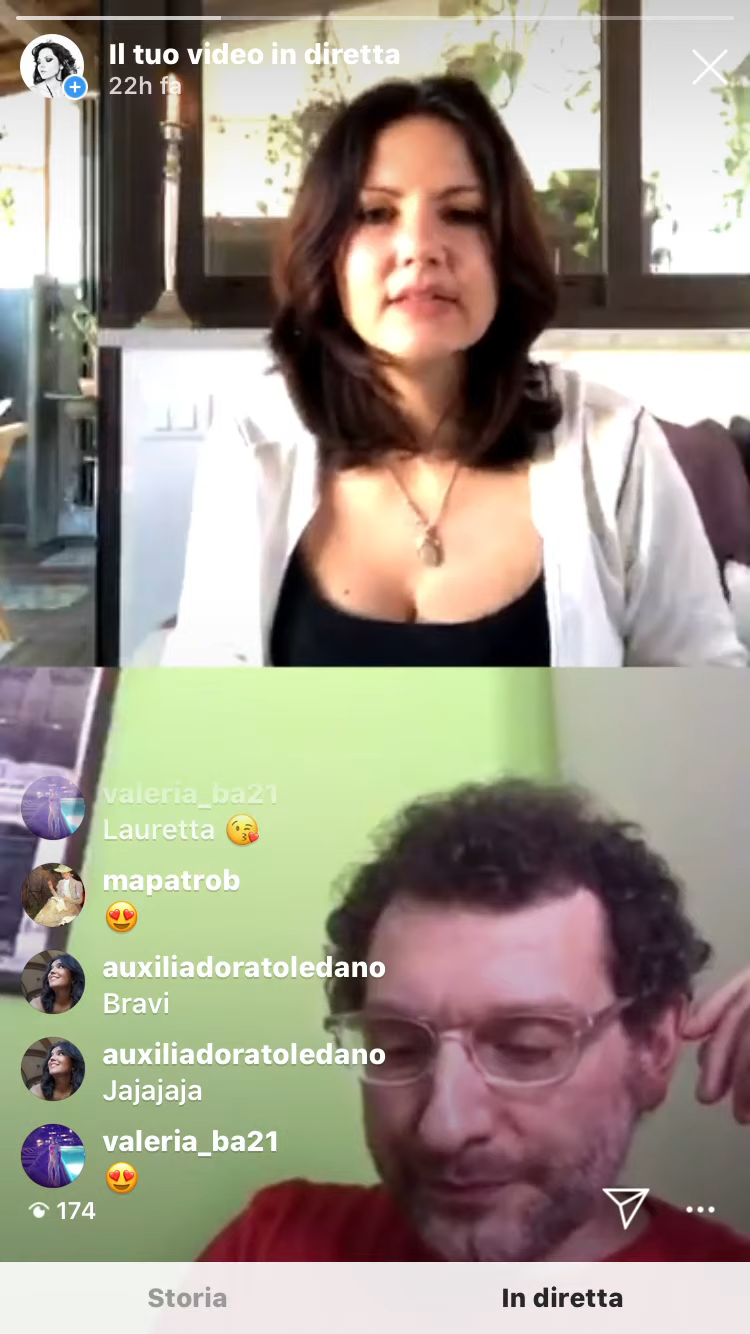 Il tuo video in diretta
22h fa
valeria_ba21
Lauretta 😘
mapatrob
😍
auxiliadoratoledano
Bravi
auxiliadoratoledano
Jajajaja
valeria_ba21
😍
174
Storia
In diretta